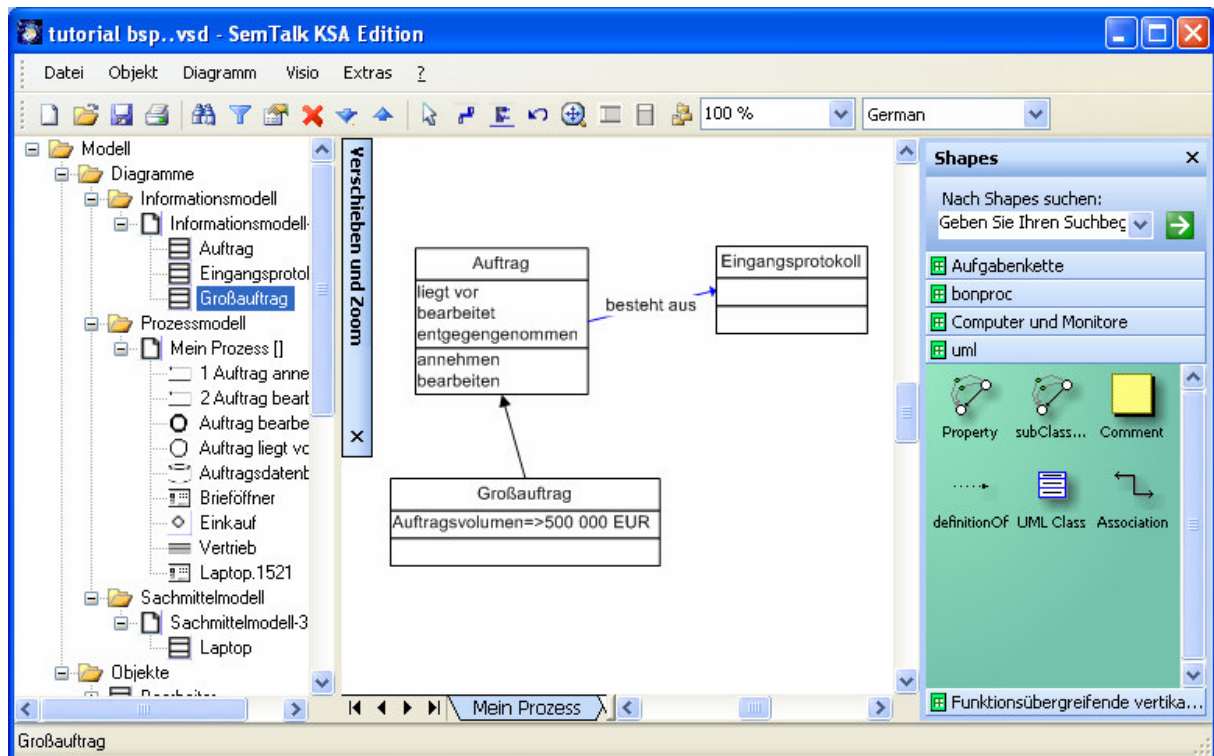 tutorial bsp..vsd - SemTalk KSA Edition
Datei Objekt Diagramm Visio Extras ?
100 % German
Modell
Diagramme
Informationsmodell
Informationsmodell-
Auftrag
Eingangsprotol
Großauftrag
Prozessmodell
Mein Prozess []
1 Auftrag anne
2 Auftrag bearb
Auftrag bearbe
Auftrag liegt vo
Auftragsdatenb
Brieföffner
Einkauf
Vertrieb
Laptop.1521
Sachmittelmodell
Sachmittelmodell-3
Laptop
Objekte
Verschieben und Zoom
Auftrag
liegt vor
bearbeitet
entgegengenommen
annehmen
bearbeiten
besteht aus
Eingangsprotokoll
Großauftrag
Auftragsvolumen=>500 000 EUR
Mein Prozess
Shapes
Nach Shapes suchen:
Geben Sie Ihren Suchbeg
Aufgabenkette
bonproc
Computer und Monitore
uml
Property subClass... Comment
definitionOf UML Class Association
Funktionsübergreifende vertika...
Großauftrag